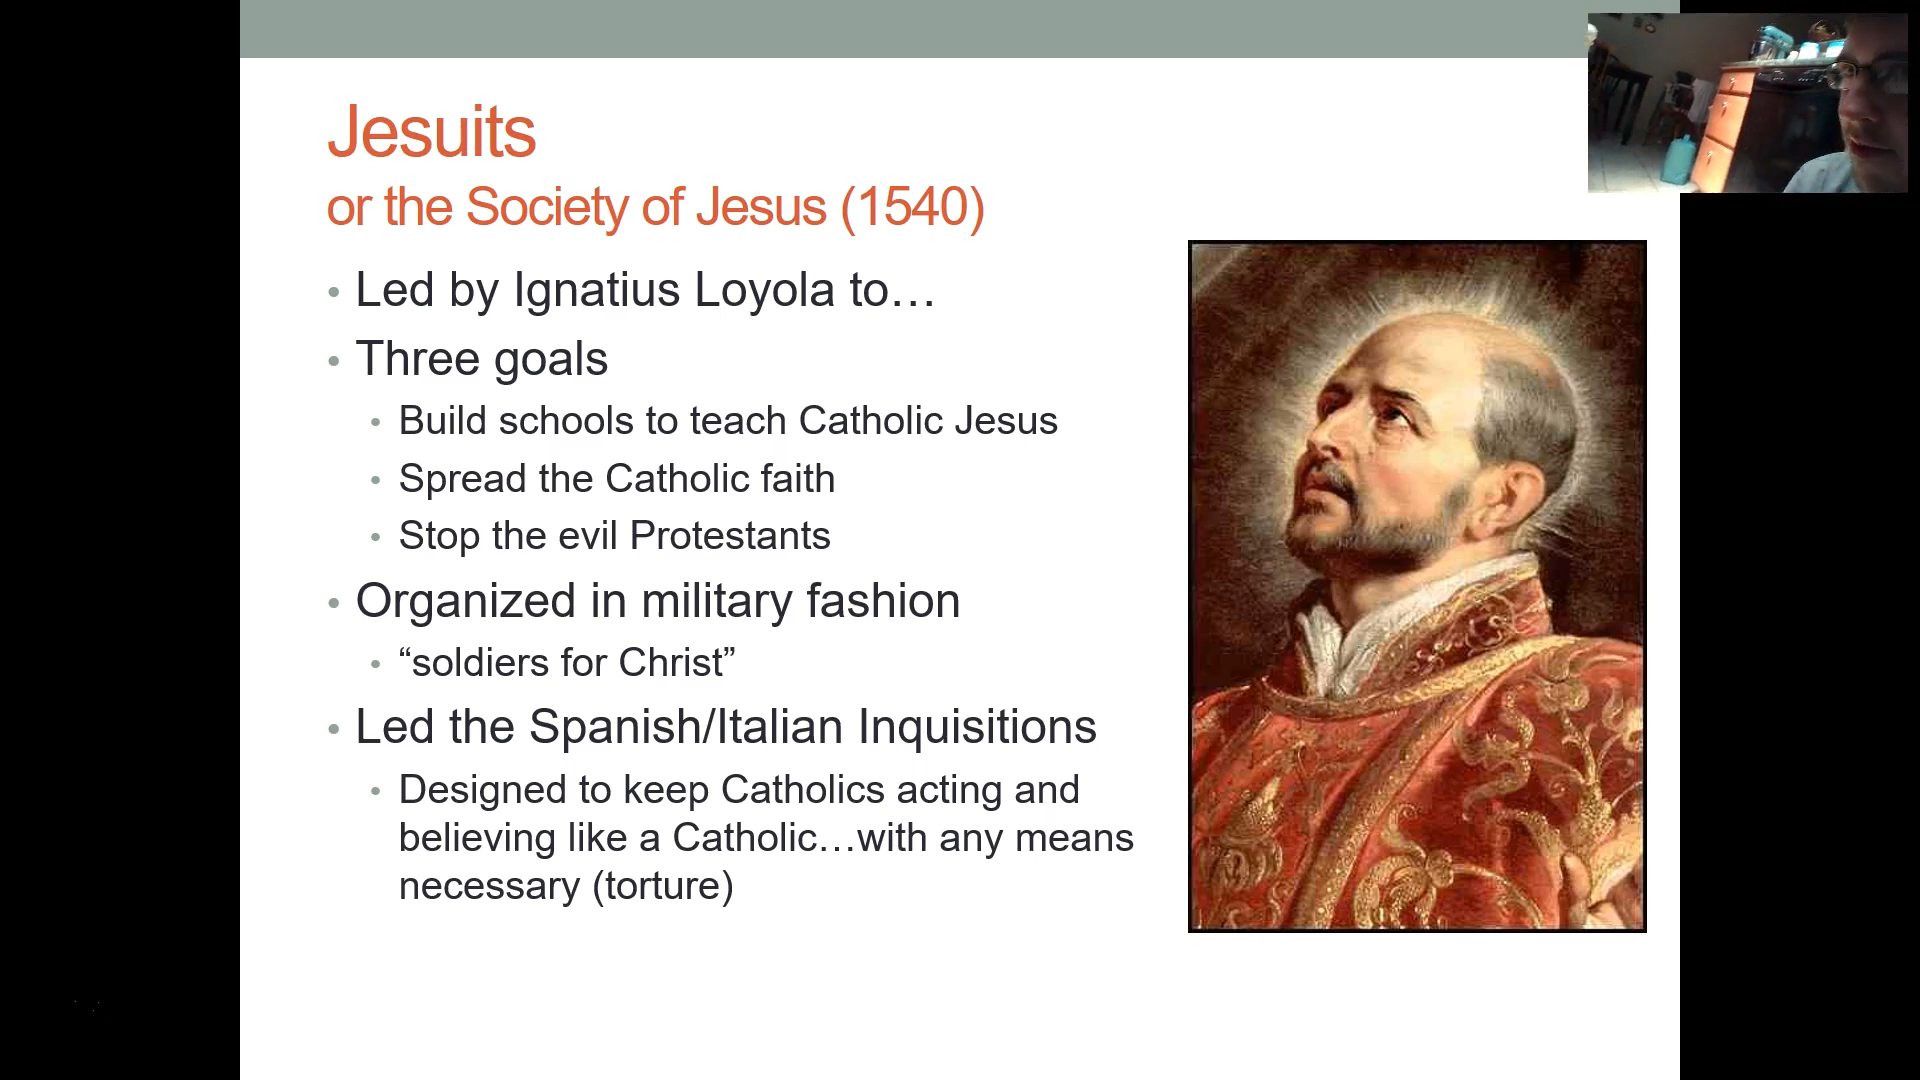 Jesuits
or the Society of Jesus (1540)
• Led by Ignatius Loyola to…
• Three goals
• Build schools to teach Catholic Jesus
• Spread the Catholic faith
• Stop the evil Protestants
• Organized in military fashion
• “soldiers for Christ”
• Led the Spanish/Italian Inquisitions
• Designed to keep Catholics acting and
believing like a Catholic…with any means
necessary (torture)